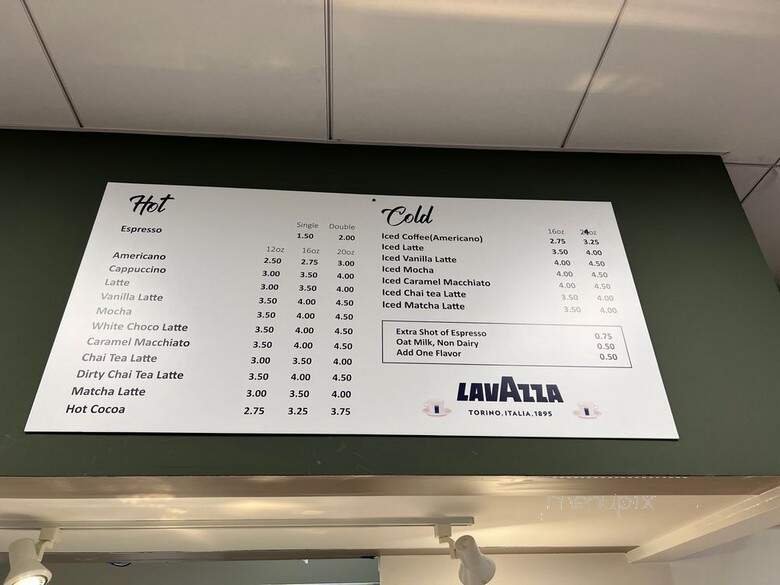 Hot
Single Double
Espresso 1.50 2.00
12oz 16oz 20oz
Americano 2.50 2.75 3.00
Cappuccino 3.00 3.50 4.00
Latte 3.00 3.50 4.00
Vanilla Latte 3.50 4.00 4.50
Mocha 3.50 4.00 4.50
White Choco Latte 3.50 4.00 4.50
Caramel Macchiato 3.50 4.00 4.50
Chai Tea Latte 3.00 3.50 4.00
Dirty Chai Tea Latte 3.50 4.00 4.50
Matcha Latte 3.00 3.50 4.00
Hot Cocoa 2.75 3.25 3.75
Cold
16oz
Iced Coffee(Americano) 2.75 3.25
Iced Latte 3.50 4.00
Iced Vanilla Latte 4.00 4.50
Iced Mocha 4.00 4.50
Iced Caramel Macchiato 4.00 4.50
Iced Chai tea Latte 3.50 4.00
Iced Matcha Latte 3.50 4.00
Extra Shot of Espresso 0.75
Oat Milk, Non Dairy 0.50
Add One Flavor 0.50
LAVAZZA
TORINO, ITALIA, 1895